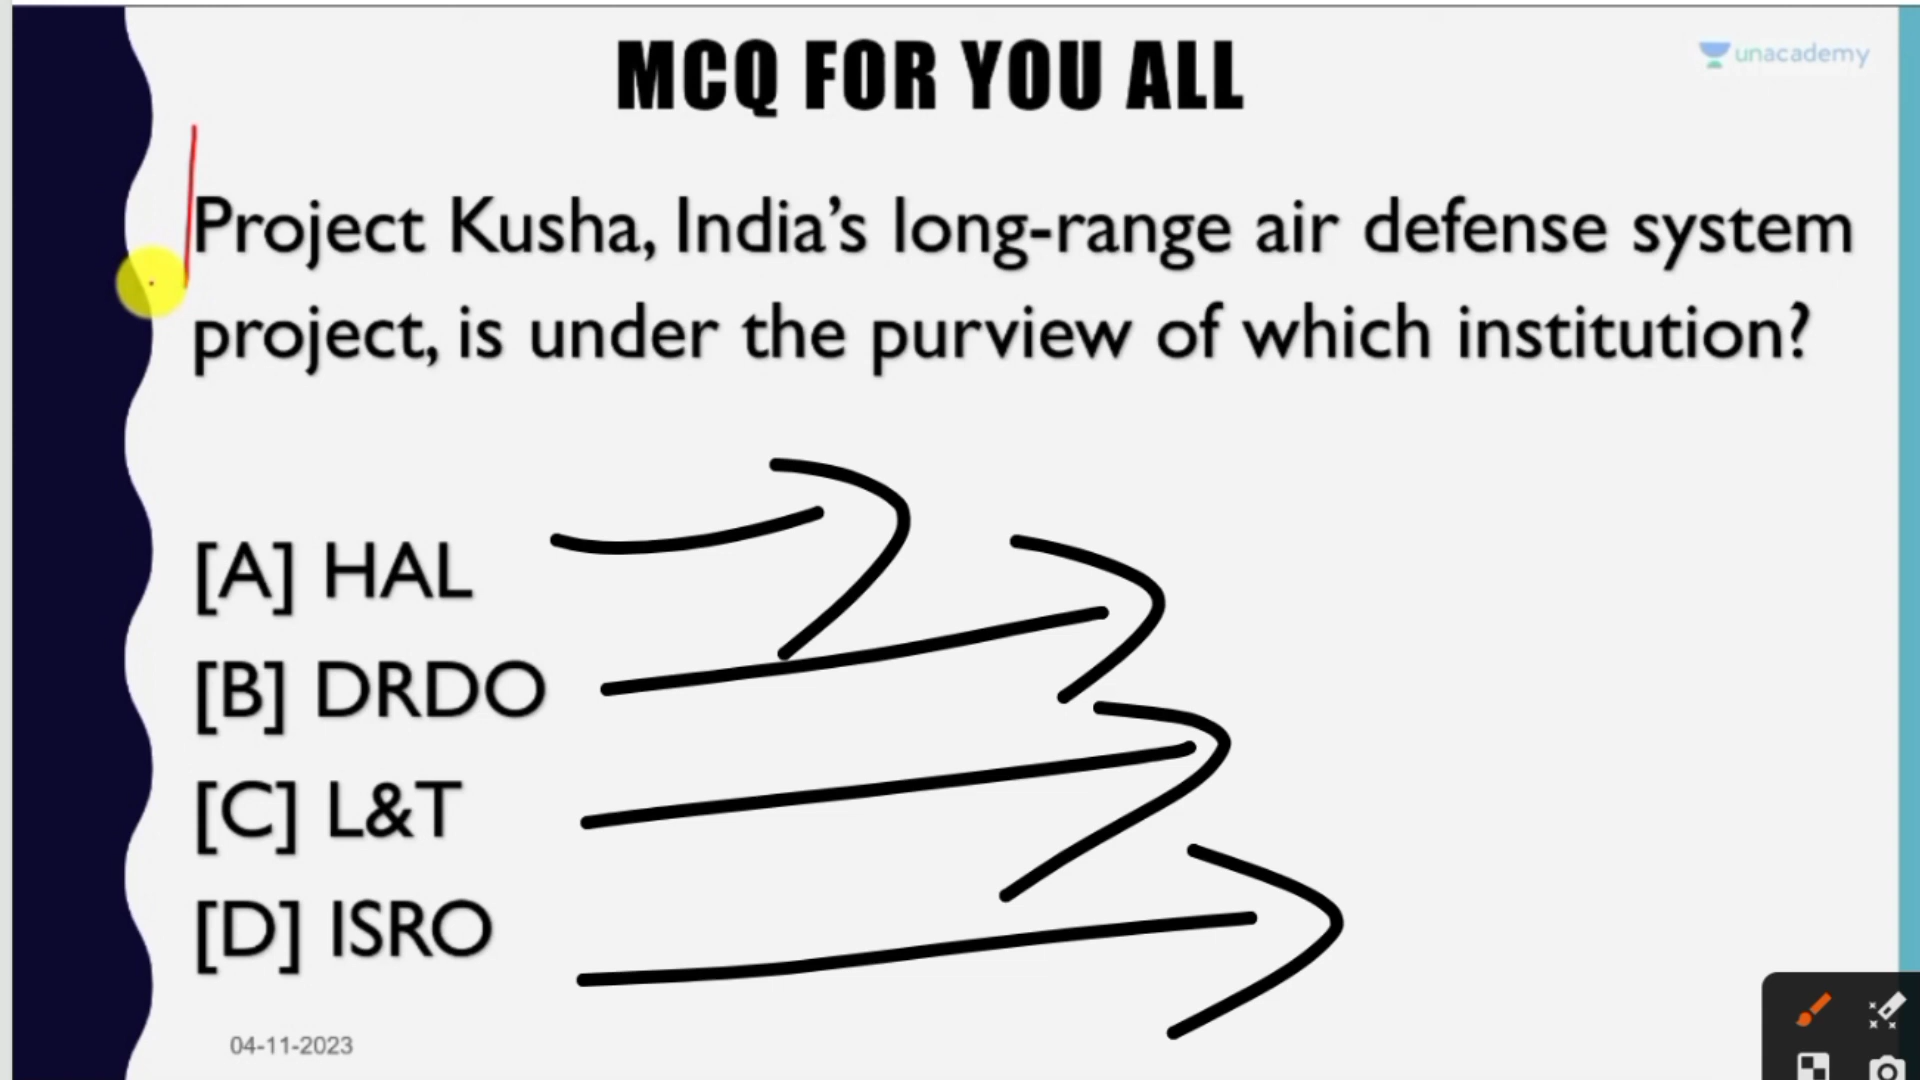 MCQ FOR YOU ALL
unacademy
Project Kusha, India’s long-range air defense system
project, is under the purview of which institution?
[A] HAL
[B] DRDO
[C] L&T
[D] ISRO
04-11-2023